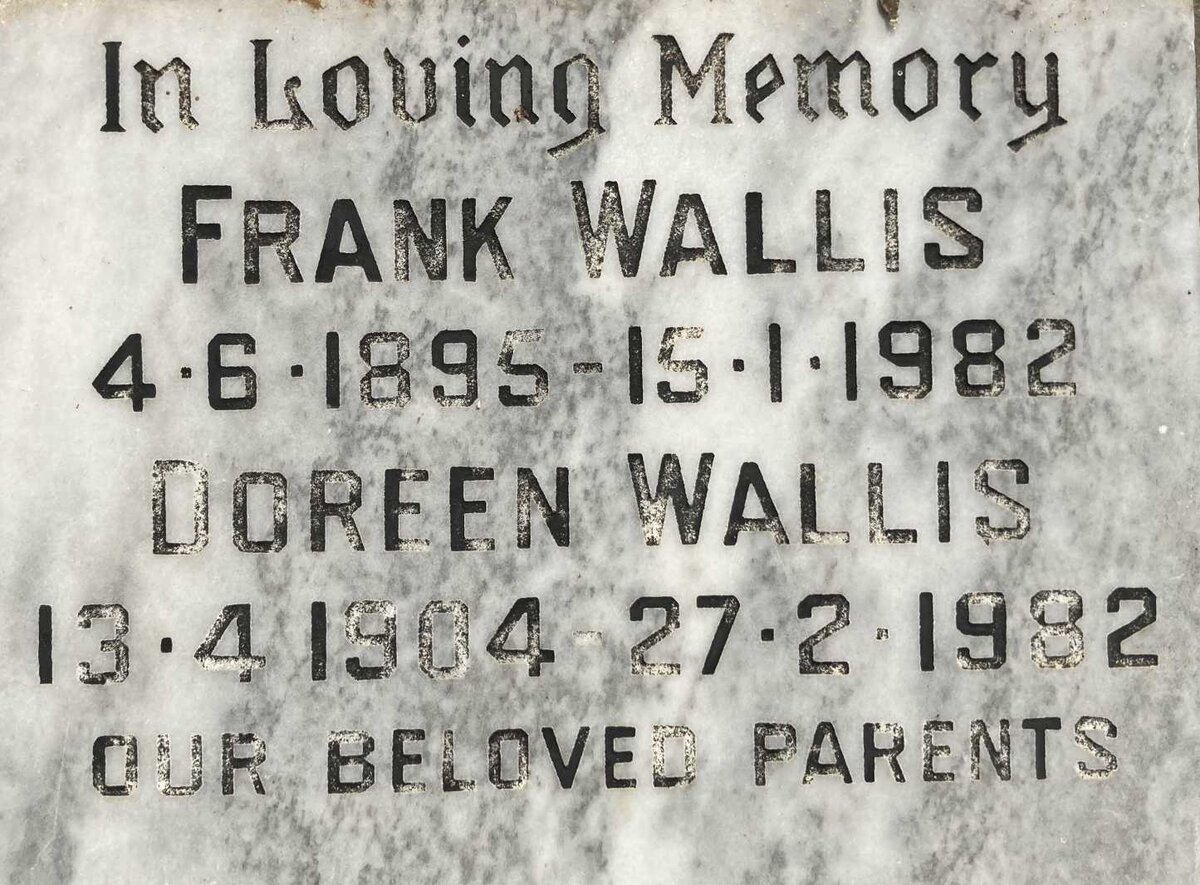 In Loving Memory
FRANK WALLIS
4·6·1895-15·1·1982
DOREEN WALLIS
13·4 1904-27·2·1982
OUR BELOVED PARENTS